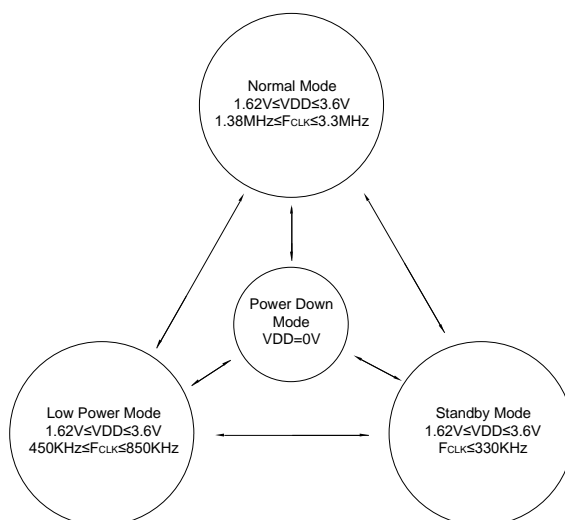 Normal Mode
1.62V≤VDD≤3.6V
1.38MHz≤FCLK≤3.3MHz
Power Down
Mode
VDD=0V
Low Power Mode
1.62V≤VDD≤3.6V
450KHz≤FCLK≤850KHz
Standby Mode
1.62V≤VDD≤3.6V
FCLK≤330KHz